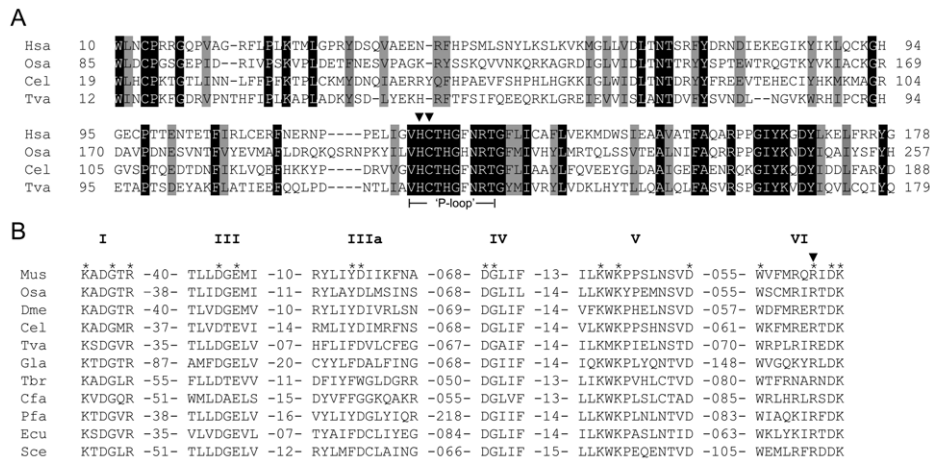 A
Hsa 10 WLNCPRRGQPVAG-RFLPLKTMLGPRYDSQVAEEN-RFHPSMLSNYLKSLKVKMGLLVDLTNTSRFYDRNDIEKEGIKYIKLQCKGH 94
Osa 85 WLDCPGSGEPID--RIVPSKVPLDETFNESVPAGK-RYSSKQVVNKQRKAGRDIGLVIDLTNTTRYYSPTEWTRQGTKYVKIACKGR 169
Cel 19 WLHCPKTGTLINN-LFFPFKTPLCKMYDNQIAERRYQFHPAEVFSHPHLHGKKIGLWIDLTNTDRYYFREEVTEHECIYHKMKMAGR 104
Tva 12 WLNCPKFGDRVPNTHFIPLKAPLADKYSD-LYEKH-RFTFSIFQEEQRKLGREIEVVISLANTDVFYSVNDL--NGVKWRHIPCRGH 94
Hsa 95 GECPTTENTETFIRLCERFNERNP----PELIGVHCTHGFNRTGFLICAFLVEKMDWSIEAAVATFAQARPPGIYKGDYLKELFRRYG 178
Osa 170 DAVPDNESVNTFVYEVMAFLDRQKQSRNPKYILVHCTHGHNRTGFMIVHYLMRTQLSSVTEALNIFAQRRPPGIYKNDYIQAIYSFYH 257
Cel 105 GVSPTQEDTDNFIKLVQEFHKKYP----DRVVGVHCTHGFNRTGFLIAAYLFQVEEYGLDAAIGEFAENRQKGIYKQDYIDDLFARYD 188
Tva 95 ETAPTSDEYAKFLATIEEFQQLPD----NTLIAVHCTHGFNRTGYMIVRYLVDKLHYTLLQALQLFASVRPPGIYKVDYIQVLCQIYQ 179
'P-loop'
B
I III IIIa IV V VI
* * * * * ** ** * * * * **
Mus KADGTR -40- TLLDGEMI -10- RYLIYDIIKFNA -068- DGLIF -13- ILKWKPPSLNSVD -055- WVFMRQRIDK
Osa KADGTR -38- TLIDGEMI -11- RYLAYDLMSINS -068- DGLIL -14- LLKWKYPEMNSVD -055- WSCMRIRTDK
Dme KADGTR -40- TLVDGEMV -14- RYLIYDIVRLSN -069- DGLIF -14- VFKWKPHELNSVD -057- WDFMRERTDK
Cel KADGMR -37- TLVDTEVI -14- RMLIYDIMRFNS -068- DGLIF -14- LLKWKPPSHNSVD -061- WKFMRERTDK
Tva KSDGVR -35- TLLDGELV -07- HFLIFDVLCFEG -067- DGAIF -14- ILKMKPIELNSTD -070- WRPLRIREDK
Gla KTDGTR -87- AMFDGELV -20- CYYLFDALFING -068- DGIIF -14- IQKWKPLYQNTVD -148- WVGQKYRLDK
Tbr KADGLR -55- FLLDTEVV -11- DFIYFWGLDGRR -050- DGLIF -13- LLKWKPVHLCTVD -080- WTFRNARNDK
Cfa KVDGQR -51- WMLDAELS -15- DYVFFGGKQAKR -055- DGLVF -13- LLKWKPLSLCTAD -085- WRLHRLRSDK
Pfa KTDGVR -38- TLLDGELV -16- VYLIYDGLYIQR -218- DGIIF -14- LLKWKPLNLNTVD -083- WIAQKIRFDK
Ecu KSDGVR -35- VLVDGEVL -07- TYAIFDCLIYEG -084- DGLIF -14- ILKWKPASLNTID -063- WKLYKIRTDK
Sce KTDGLR -51- TLLDGELV -12- RYLMFDCLAING -066- DGLIF -14- LLKWKPEQENTVD -105- WEMLRFRDDK